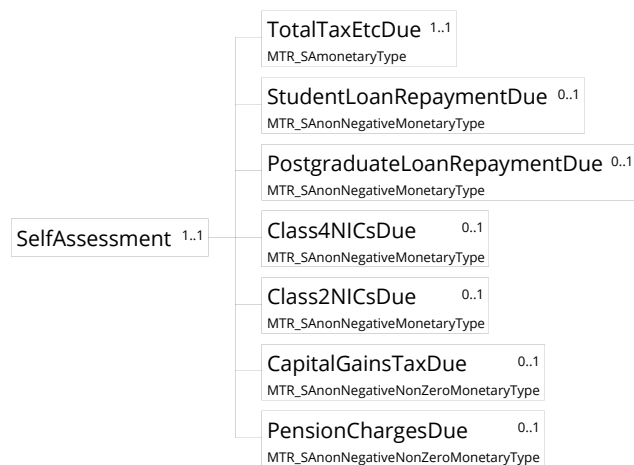 TotalTaxEtcDue 1..1
MTR_SAmonetaryType
StudentLoanRepaymentDue 0..1
MTR_SAnonNegativeMonetaryType
PostgraduateLoanRepaymentDue 0..1
MTR_SAnonNegativeMonetaryType
SelfAssessment 1..1
Class4NICsDue 0..1
MTR_SAnonNegativeMonetaryType
Class2NICsDue 0..1
MTR_SAnonNegativeMonetaryType
CapitalGainsTaxDue 0..1
MTR_SAnonNegativeNonZeroMonetaryType
PensionChargesDue 0..1
MTR_SAnonNegativeNonZeroMonetaryType